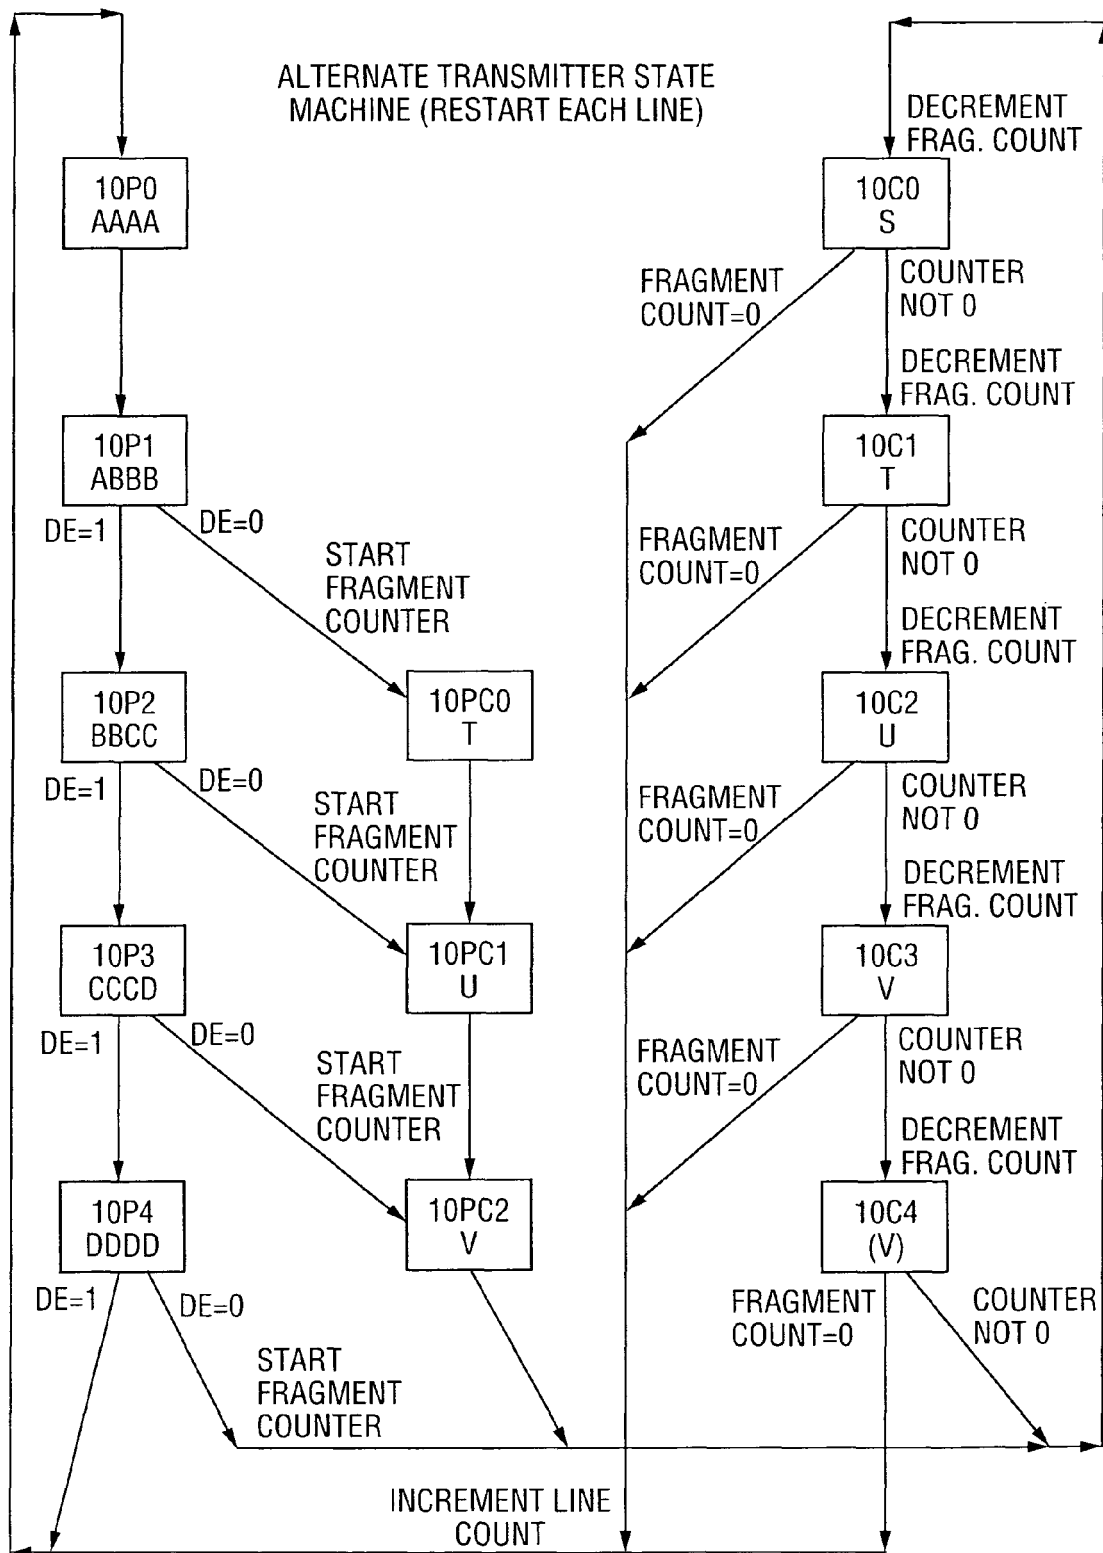 ALTERNATE TRANSMITTER STATE
MACHINE (RESTART EACH LINE)
DECREMENT
FRAG. COUNT
10P0
AAAA
10C0
S
FRAGMENT
COUNT=0
COUNTER
NOT 0
DECREMENT
FRAG. COUNT
10P1
ABBB
10C1
T
DE=1
DE=0
START
FRAGMENT
COUNTER
FRAGMENT
COUNT=0
COUNTER
NOT 0
DECREMENT
FRAG. COUNT
10P2
BBCC
10PC0
T
10C2
U
DE=1
DE=0
START
FRAGMENT
COUNTER
FRAGMENT
COUNT=0
COUNTER
NOT 0
DECREMENT
FRAG. COUNT
10P3
CCCD
10PC1
U
10C3
V
DE=1
DE=0
START
FRAGMENT
COUNTER
FRAGMENT
COUNT=0
COUNTER
NOT 0
DECREMENT
FRAG. COUNT
10P4
DDDD
10PC2
V
10C4
(V)
DE=1
DE=0
START
FRAGMENT
COUNTER
FRAGMENT
COUNT=0
COUNTER
NOT 0
INCREMENT LINE
COUNT